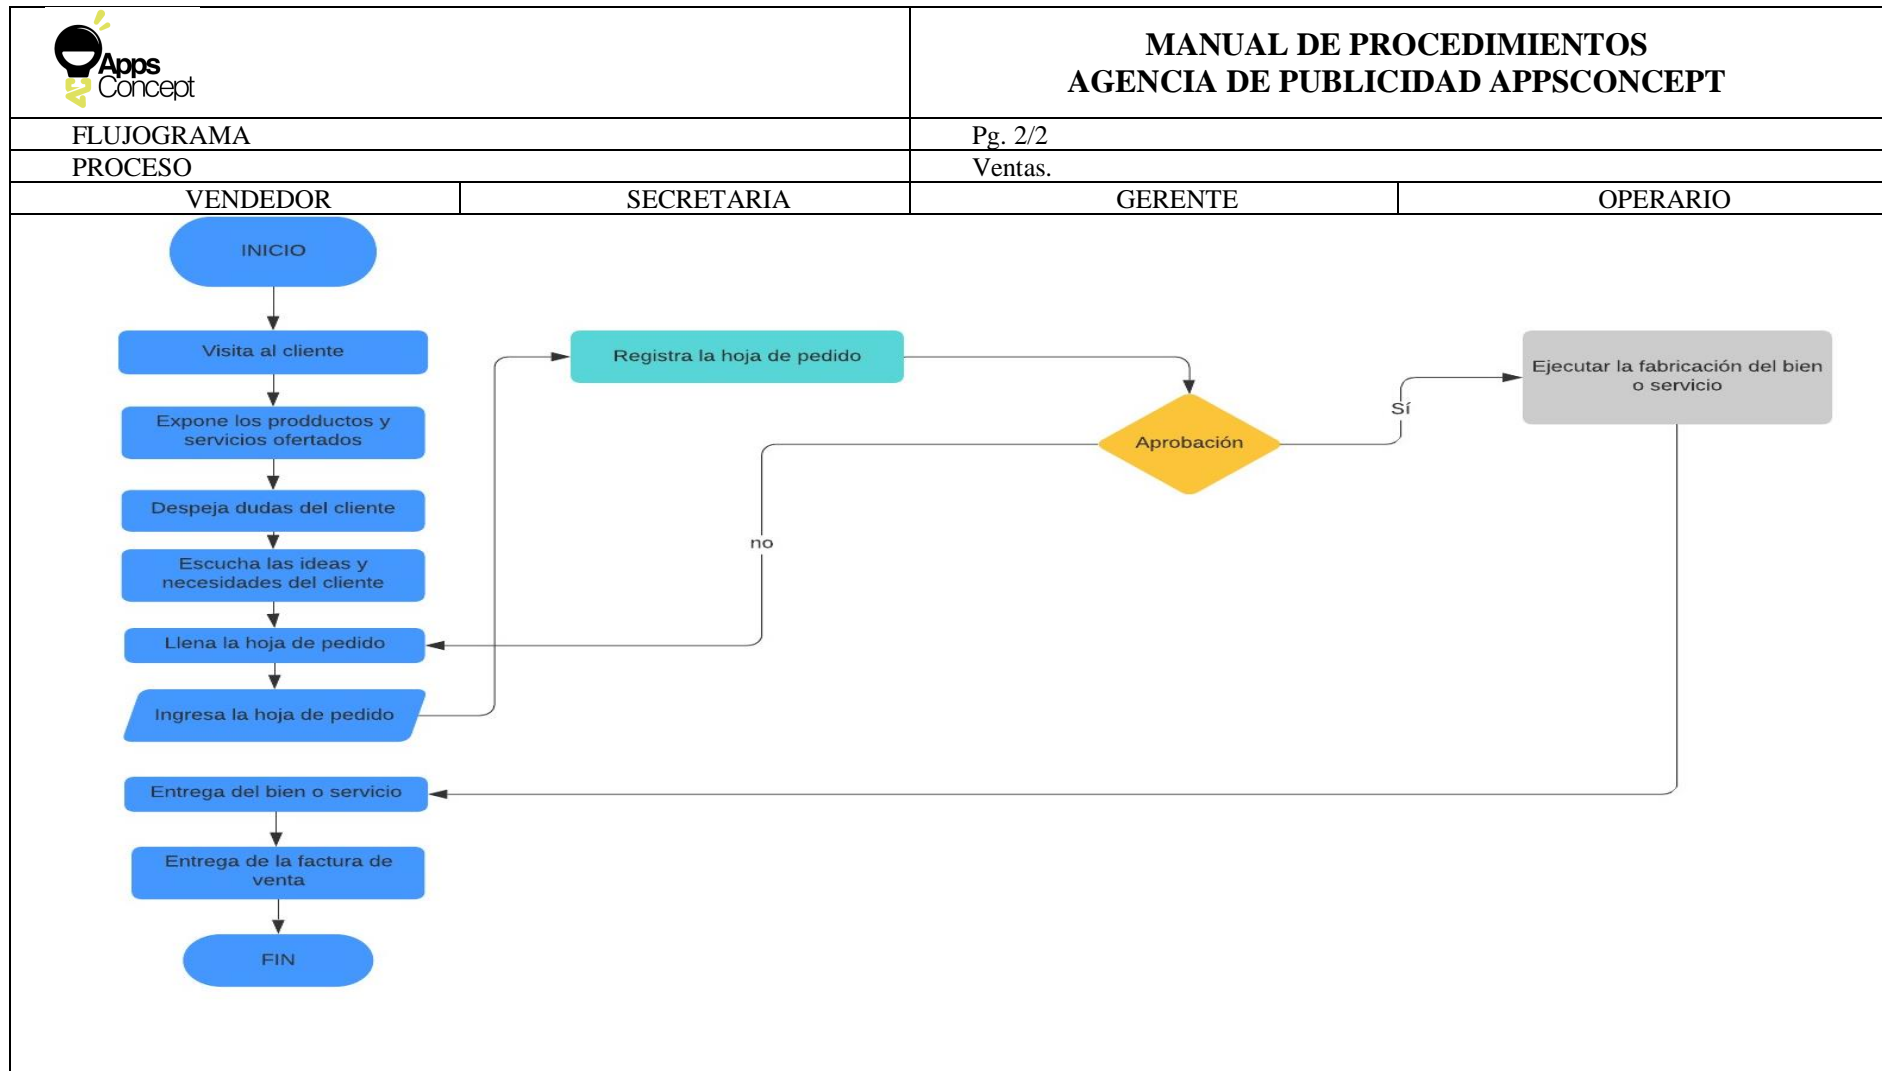 Apps
Concept
MANUAL DE PROCEDIMIENTOS
AGENCIA DE PUBLICIDAD APPSCONCEPT
FLUJOGRAMA
Pg. 2/2
PROCESO
Ventas.
VENDEDOR
SECRETARIA
GERENTE
OPERARIO
INICIO
Visita al cliente
Expone los prodductos y
servicios ofertados
Despeja dudas del cliente
Escucha las ideas y
necesidades del cliente
Llena la hoja de pedido
Ingresa la hoja de pedido
Registra la hoja de pedido
Aprobación
no
Sí
Ejecutar la fabricación del bien
o servicio
Entrega del bien o servicio
Entrega de la factura de
venta
FIN